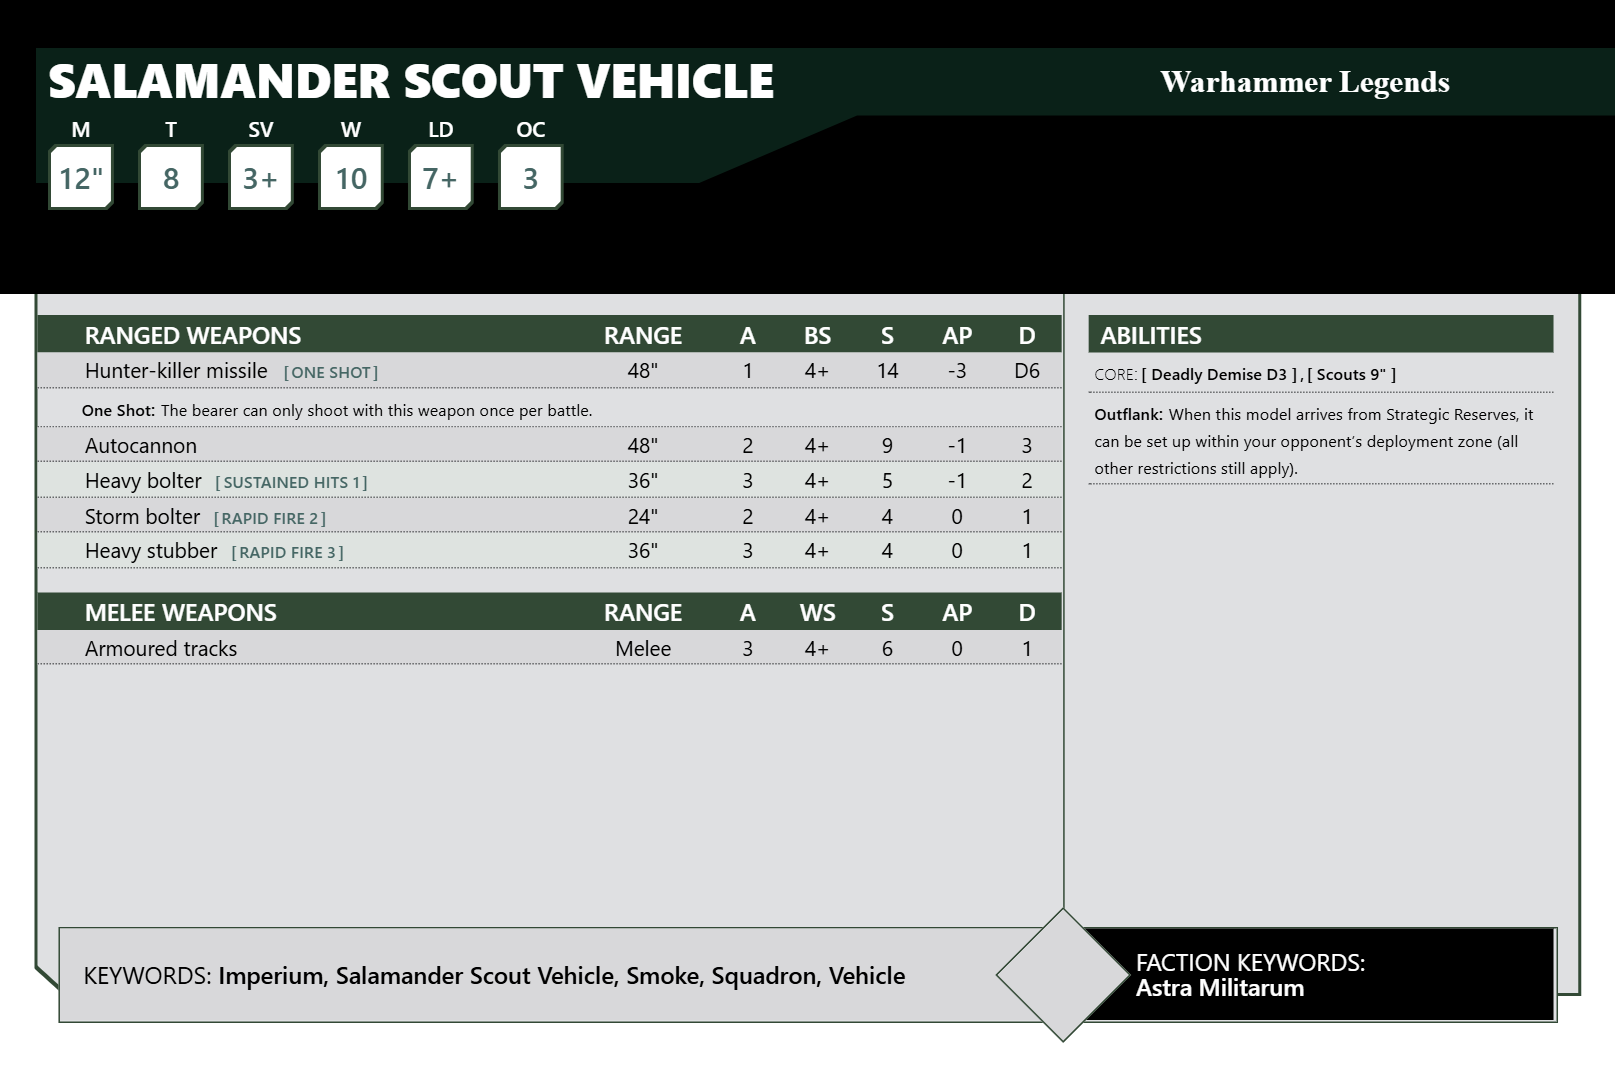 SALAMANDER SCOUT VEHICLE
Warhammer Legends
M T SV W LD OC
12" 8 3+ 10 7+ 3
RANGED WEAPONS RANGE A BS S AP D
Hunter-killer missile [ONE SHOT] 48" 1 4+ 14 -3 D6
One Shot: The bearer can only shoot with this weapon once per battle.
Autocannon 48" 2 4+ 9 -1 3
Heavy bolter [SUSTAINED HITS 1] 36" 3 4+ 5 -1 2
Storm bolter [RAPID FIRE 2] 24" 2 4+ 4 0 1
Heavy stubber [RAPID FIRE 3] 36" 3 4+ 4 0 1
MELEE WEAPONS RANGE A WS S AP D
Armoured tracks Melee 3 4+ 6 0 1
ABILITIES
CORE: [ Deadly Demise D3 ] , [ Scouts 9" ]
Outflank: When this model arrives from Strategic Reserves, it
can be set up within your opponent’s deployment zone (all
other restrictions still apply).
KEYWORDS: Imperium, Salamander Scout Vehicle, Smoke, Squadron, Vehicle
FACTION KEYWORDS:
Astra Militarum